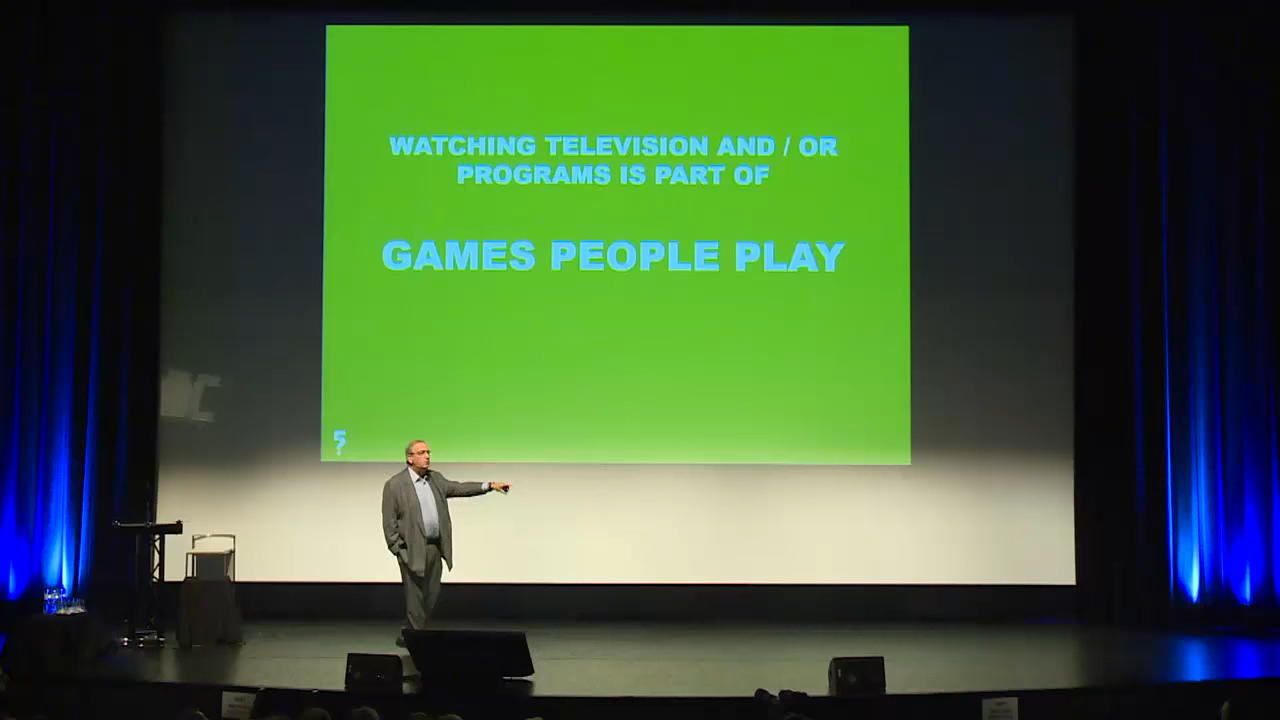 WATCHING TELEVISION AND / OR
PROGRAMS IS PART OF
GAMES PEOPLE PLAY
?